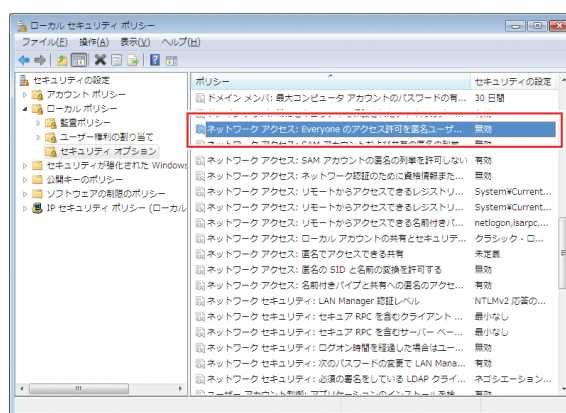 ローカル セキュリティ ポリシー
ファイル(F) 操作(A) 表示(V) ヘルプ(H)
セキュリティの設定
アカウント ポリシー
ローカル ポリシー
監査ポリシー
ユーザー権利の割り当て
セキュリティ オプション
セキュリティが強化された Windows
公開キーのポリシー
ソフトウェアの制限のポリシー
IP セキュリティ ポリシー (ローカル
ポリシー セキュリティの設定
ドメイン メンバ: 最大コンピュータ アカウントのパスワードの有... 30 日間
ネットワーク アクセス: Everyone のアクセス許可を匿名ユーザ... 無効
ネットワーク アクセス: SAM アカウントの匿名の列挙を許可しない 有効
ネットワーク アクセス: ネットワーク認証のために資格情報また... 無効
ネットワーク アクセス: リモートからアクセスできるレジストリ... System¥Current...
ネットワーク アクセス: リモートからアクセスできるレジストリ... System¥Current...
ネットワーク アクセス: リモートからアクセスできる名前付きパ... netlogon,lsarpc,...
ネットワーク アクセス: ローカル アカウントの共有とセキュリテ... クラシック - ロ...
ネットワーク アクセス: 匿名でアクセスできる共有 未定義
ネットワーク アクセス: 匿名の SID と名前の変換を許可する 無効
ネットワーク アクセス: 名前付きパイプと共有への匿名のアクセ... 有効
ネットワーク セキュリティ: LAN Manager 認証レベル NTLMv2 応答の...
ネットワーク セキュリティ: セキュア RPC を含むクライアント ... 最小なし
ネットワーク セキュリティ: セキュア RPC を含むサーバー ベー... 最小なし
ネットワーク セキュリティ: ログオン時間を経過した場合はユー... 無効
ネットワーク セキュリティ: 次のパスワードの変更で LAN Mana... 有効
ネットワーク セキュリティ: 必須の署名をしている LDAP クライ... ネゴシエーション...